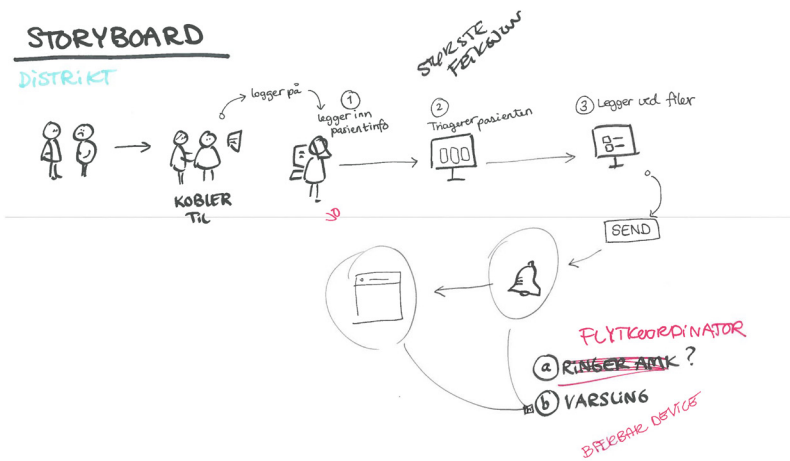 STORYBOARD
DISTRIKT
STØRSTE
FRIKSJON
logger på
1
legger inn
pasientinfo
2
Triagerer pasienten
3 Legger ved filer
KOBLER
TIL
SEND
FLYTKOORDINATOR
a RINGER AMK ?
b VARSLING
BÆRBAR DEVICE